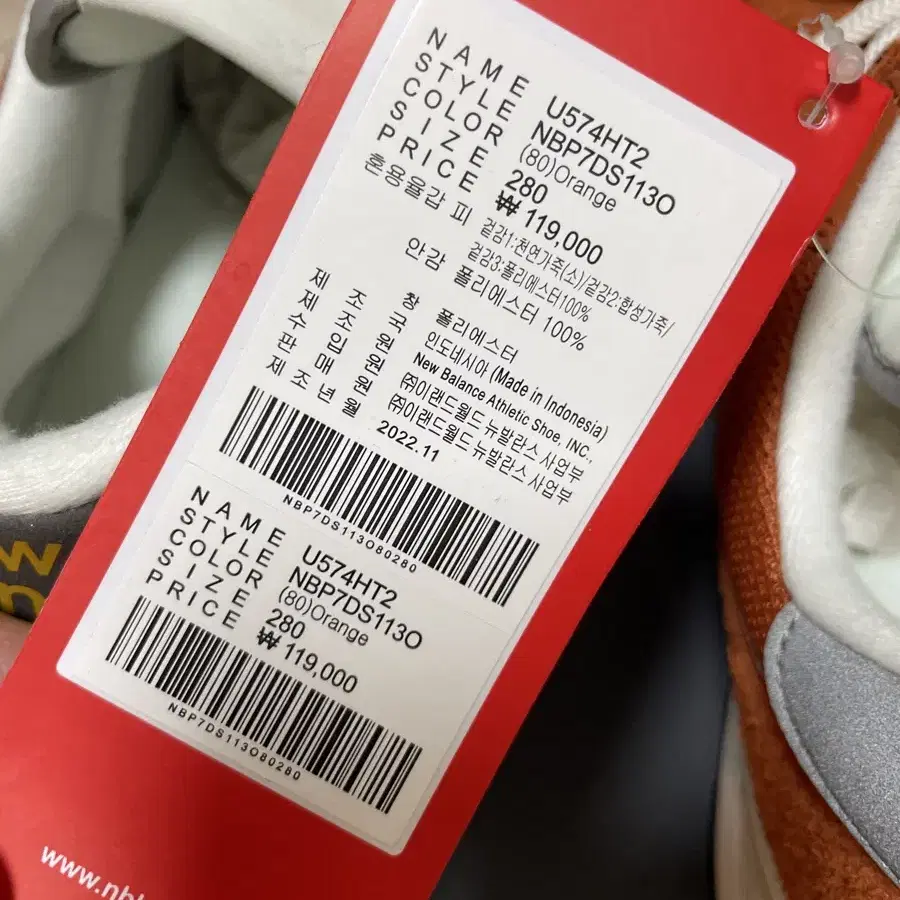 NAME U574HT2
STYLE NBP7DS113O
COLOR (80)Orange
SIZE 280
PRICE ₩ 119,000
혼용율갑피 겉감1:천연가죽(소)/겉감2:합성가죽/
겉감3:폴리에스터100%
안감 폴리에스터 100%
제조창 폴리에스터
제조국 인도네시아 (Made in Indonesia)
수입원 New Balance Athletic Shoe, INC.,
판매원 ㈜이랜드월드 뉴발란스 사업부
제조년월 ㈜이랜드월드 뉴발란스 사업부
2022.11
NBP7DS113O80280
NAME U574HT2
STYLE NBP7DS113O
COLOR (80)Orange
SIZE 280
PRICE ₩ 119,000
NBP7DS113O80280
www.nb